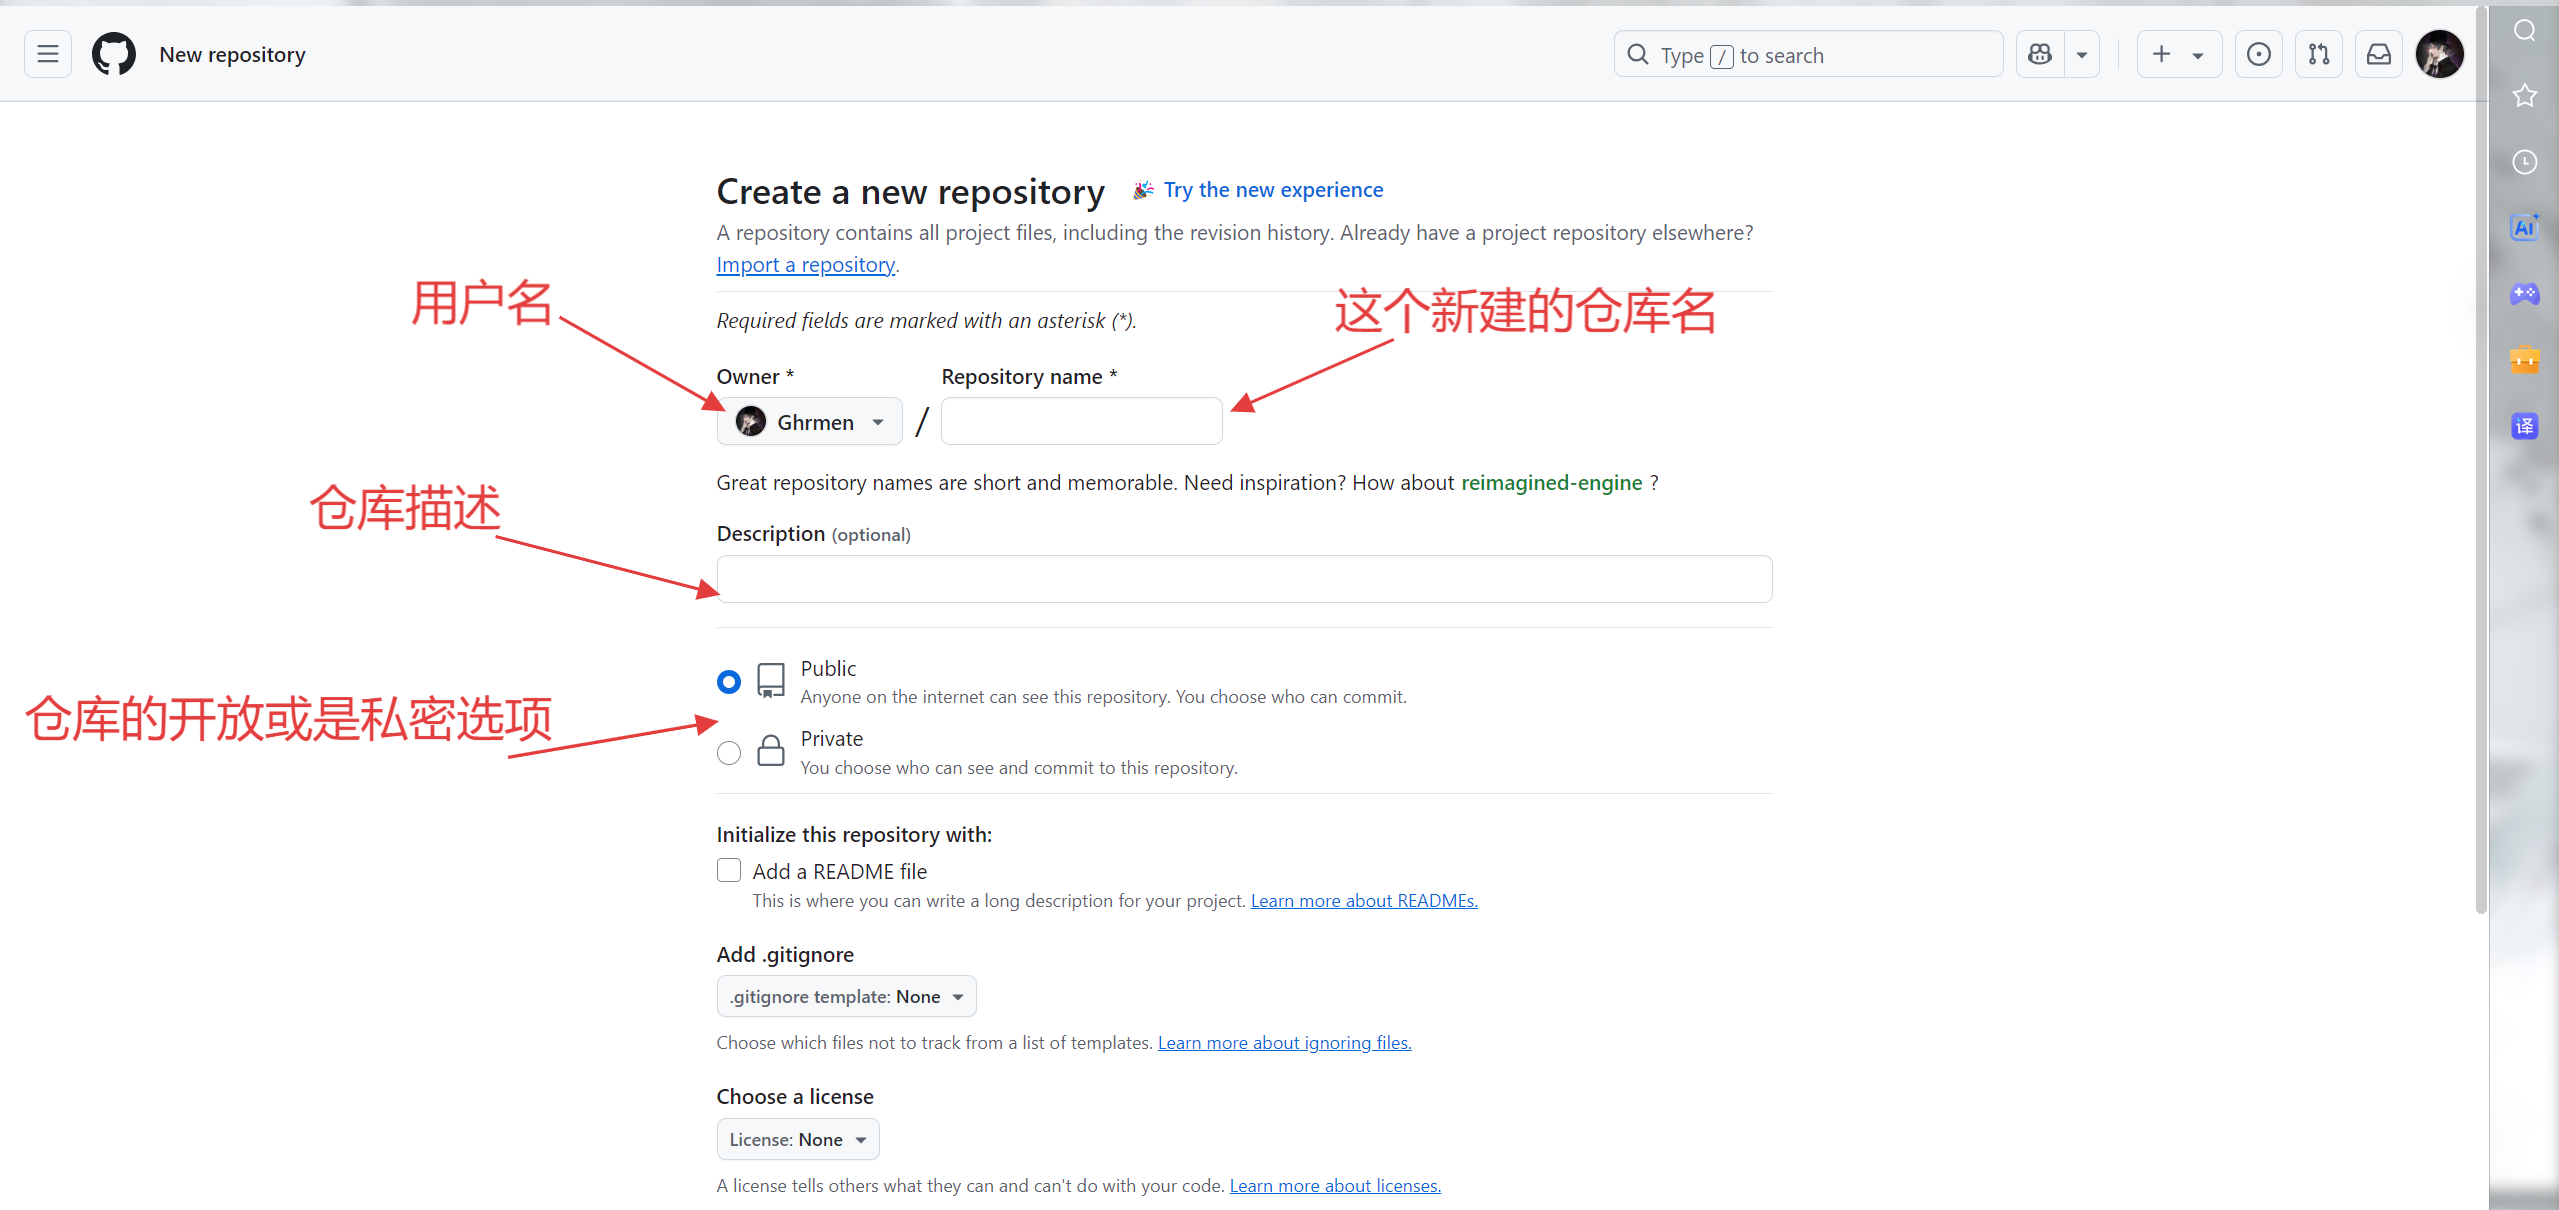 New repository
Type / to search
Create a new repository Try the new experience
A repository contains all project files, including the revision history. Already have a project repository elsewhere?
Import a repository.
用户名
这个新建的仓库名
Required fields are marked with an asterisk (*).
Owner * Repository name *
Ghrmen /
Great repository names are short and memorable. Need inspiration? How about reimagined-engine ?
仓库描述
Description (optional)
仓库的开放或是私密选项
Public
Anyone on the internet can see this repository. You choose who can commit.
Private
You choose who can see and commit to this repository.
Initialize this repository with:
Add a README file
This is where you can write a long description for your project. Learn more about READMEs.
Add .gitignore
.gitignore template: None
Choose which files not to track from a list of templates. Learn more about ignoring files.
Choose a license
License: None
A license tells others what they can and can't do with your code. Learn more about licenses.
AI
译